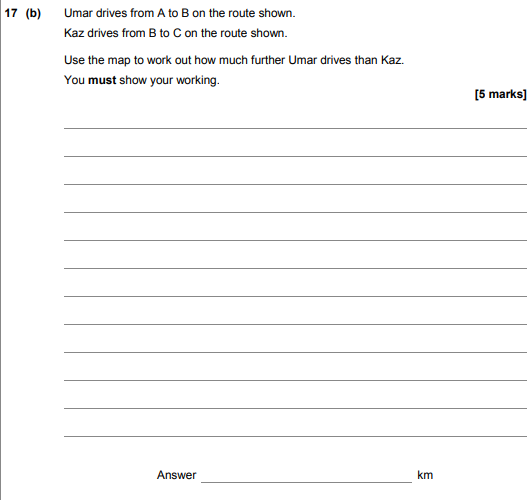 17 (b) Umar drives from A to B on the route shown.
Kaz drives from B to C on the route shown.
Use the map to work out how much further Umar drives than Kaz.
You must show your working.
[5 marks]
Answer km